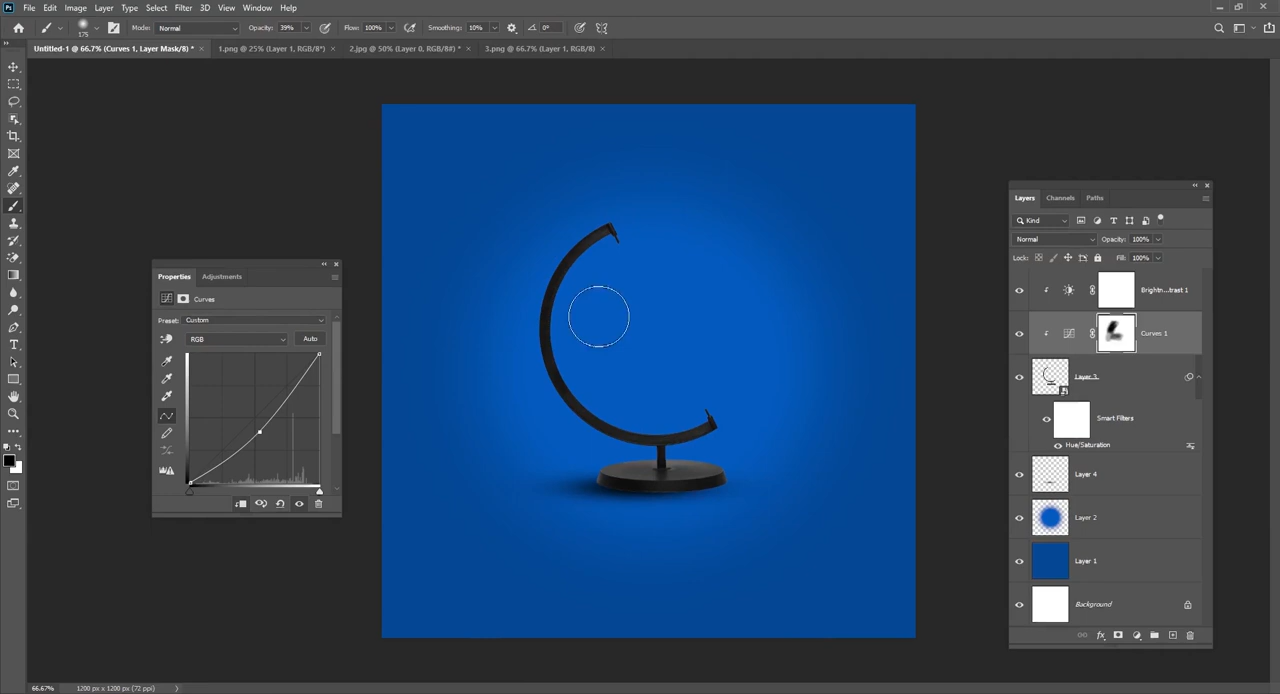 Ps File Edit Image Layer Type Select Filter 3D View Window Help
175 Mode: Normal Opacity: 39% Flow: 100% Smoothing: 10% 0°
Untitled-1 @ 66.7% (Curves 1, Layer Mask/8) * × 1.png @ 25% (Layer 1, RGB/8*) × 2.jpg @ 50% (Layer 0, RGB/8#) * × 3.png @ 66.7% (Layer 1, RGB/8) ×
Layers Channels Paths
Kind
Normal Opacity: 100%
Lock: Fill: 100%
Brightn...trast 1
Curves 1
Layer 3
Smart Filters
Hue/Saturation
Layer 4
Layer 2
Layer 1
Background
Properties Adjustments
Curves
Preset: Custom
RGB Auto
66.67% 1200 px x 1200 px (72 ppi)